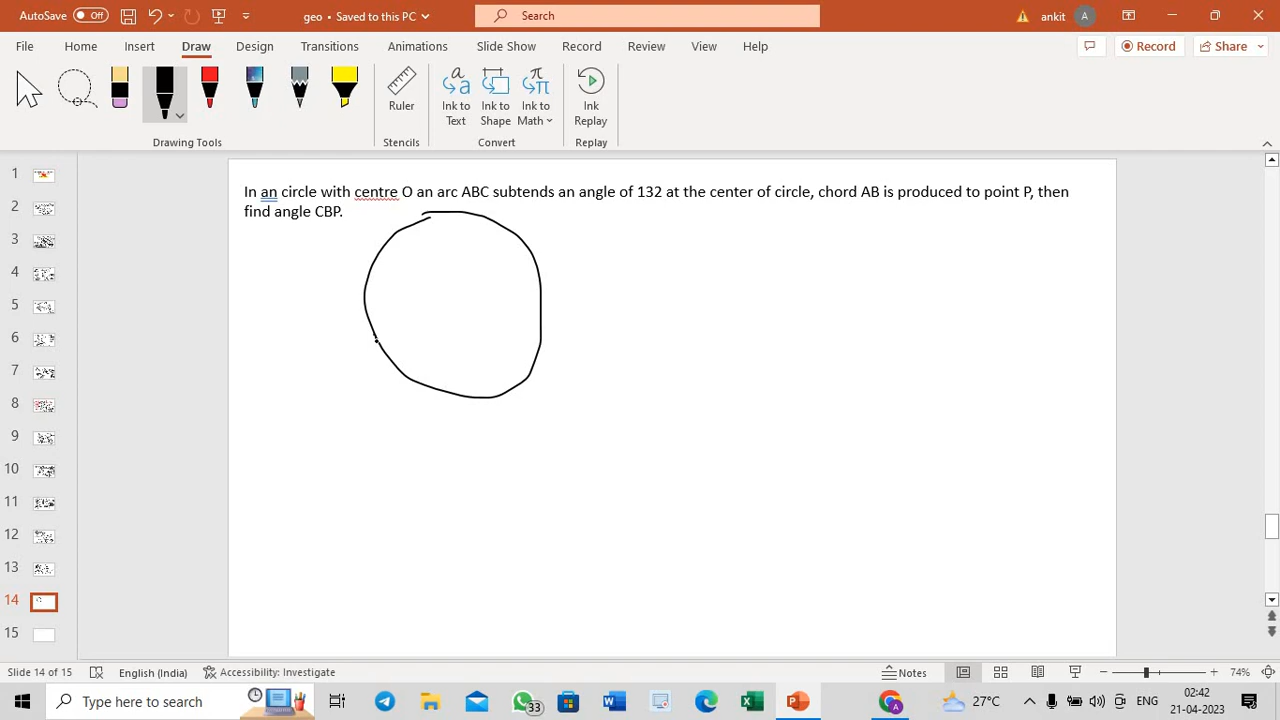 AutoSave Off geo • Saved to this PC Search ankit A
File Home Insert Draw Design Transitions Animations Slide Show Record Review View Help Record Share
Ruler Ink to Text Ink to Shape Ink to Math Ink Replay
Drawing Tools Stencils Convert Replay
In an circle with centre O an arc ABC subtends an angle of 132 at the center of circle, chord AB is produced to point P, then
find angle CBP.
1
2
3
4
5
6
7
8
9
10
11
12
13
14
15
Slide 14 of 15 English (India) Accessibility: Investigate Notes 74%
Type here to search 33 27°C ENG 02:42 21-04-2023